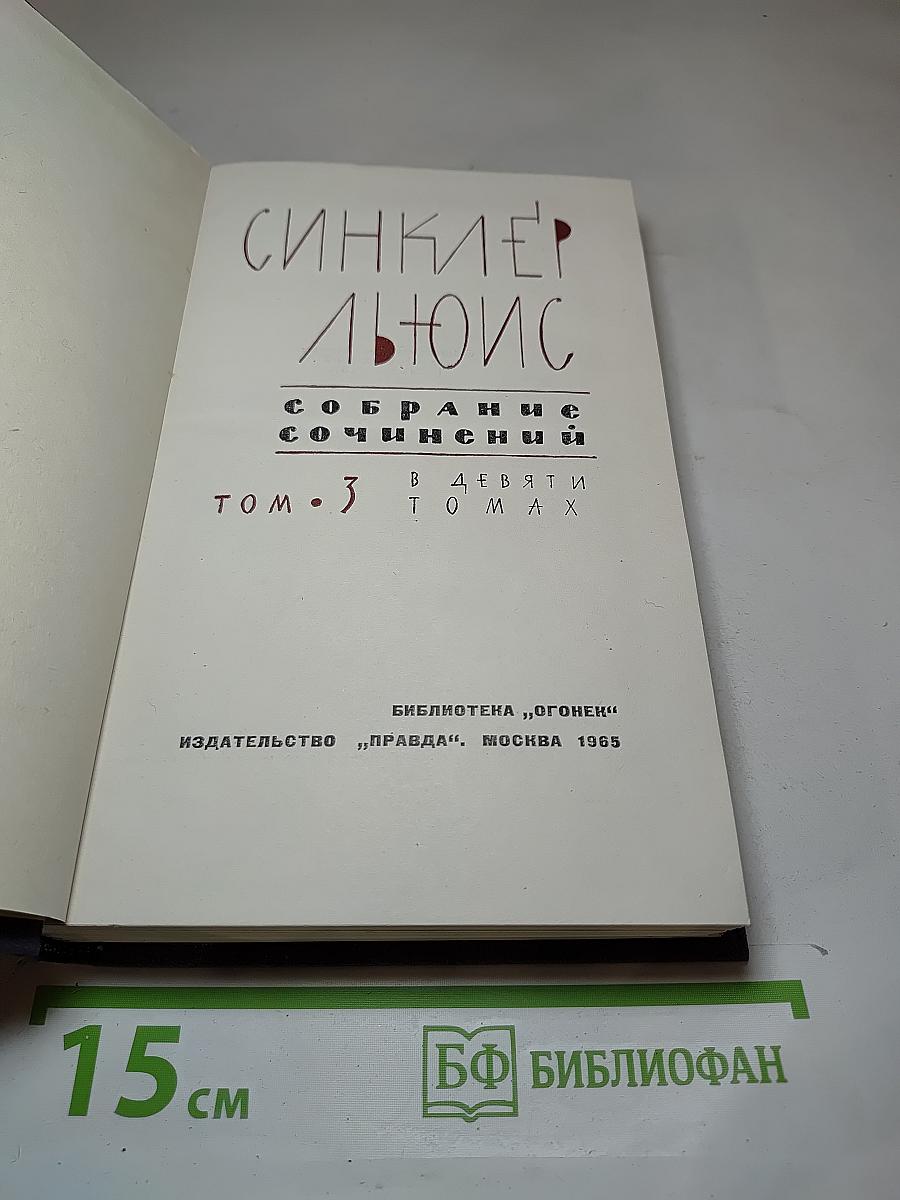 СИНКЛЕР
ЛЬЮИС
СОБРАНИЕ
СОЧИНЕНИЙ
ТОМ • 3
В ДЕВЯТИ
ТОМАХ
БИБЛИОТЕКА „ОГОНЕК“
ИЗДАТЕЛЬСТВО „ПРАВДА“. МОСКВА 1965
15 см
БФ БИБЛИОФАН